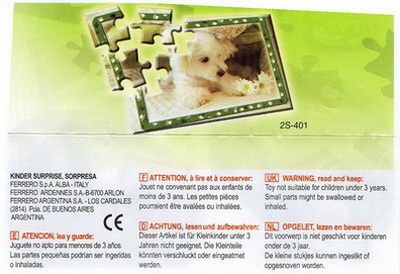 2S-401
KINDER SURPRISE, SORPRESA
FERRERO S.p.A. ALBA - ITALY
FERRERO ARDENNES S.A.-B-6700 ARLON
FERRERO ARGENTINA S.A. - LOS CARDALES
(2814) Pcia. DE BUENOS AIRES
ARGENTINA
CE
E ATENCION, lea y guarde:
Juguete no apto para menores de 3 años.
Las partes pequeñas podrían ser ingeridas
o inhaladas.
F ATTENTION, à lire et à conserver:
Jouet ne convenant pas aux enfants de
moins de 3 ans. Les petites pièces
pourraient être avalées ou inhalées.
D ACHTUNG, lesen und aufbewahren:
Dieser Artikel ist für Kleinkinder unter 3
Jahren nicht geeignet. Die Kleinteile
könnten verschluckt oder eingeatmet
werden.
UK WARNING, read and keep:
Toy not suitable for children under 3 years.
Small parts might be swallowed or
inhaled.
NL OPGELET, lezen en bewaren:
Dit voorwerp is niet geschikt voor kinderen
onder de 3 jaar.
De kleine stukjes kunnen ingeslikt of
opgesnoven worden.